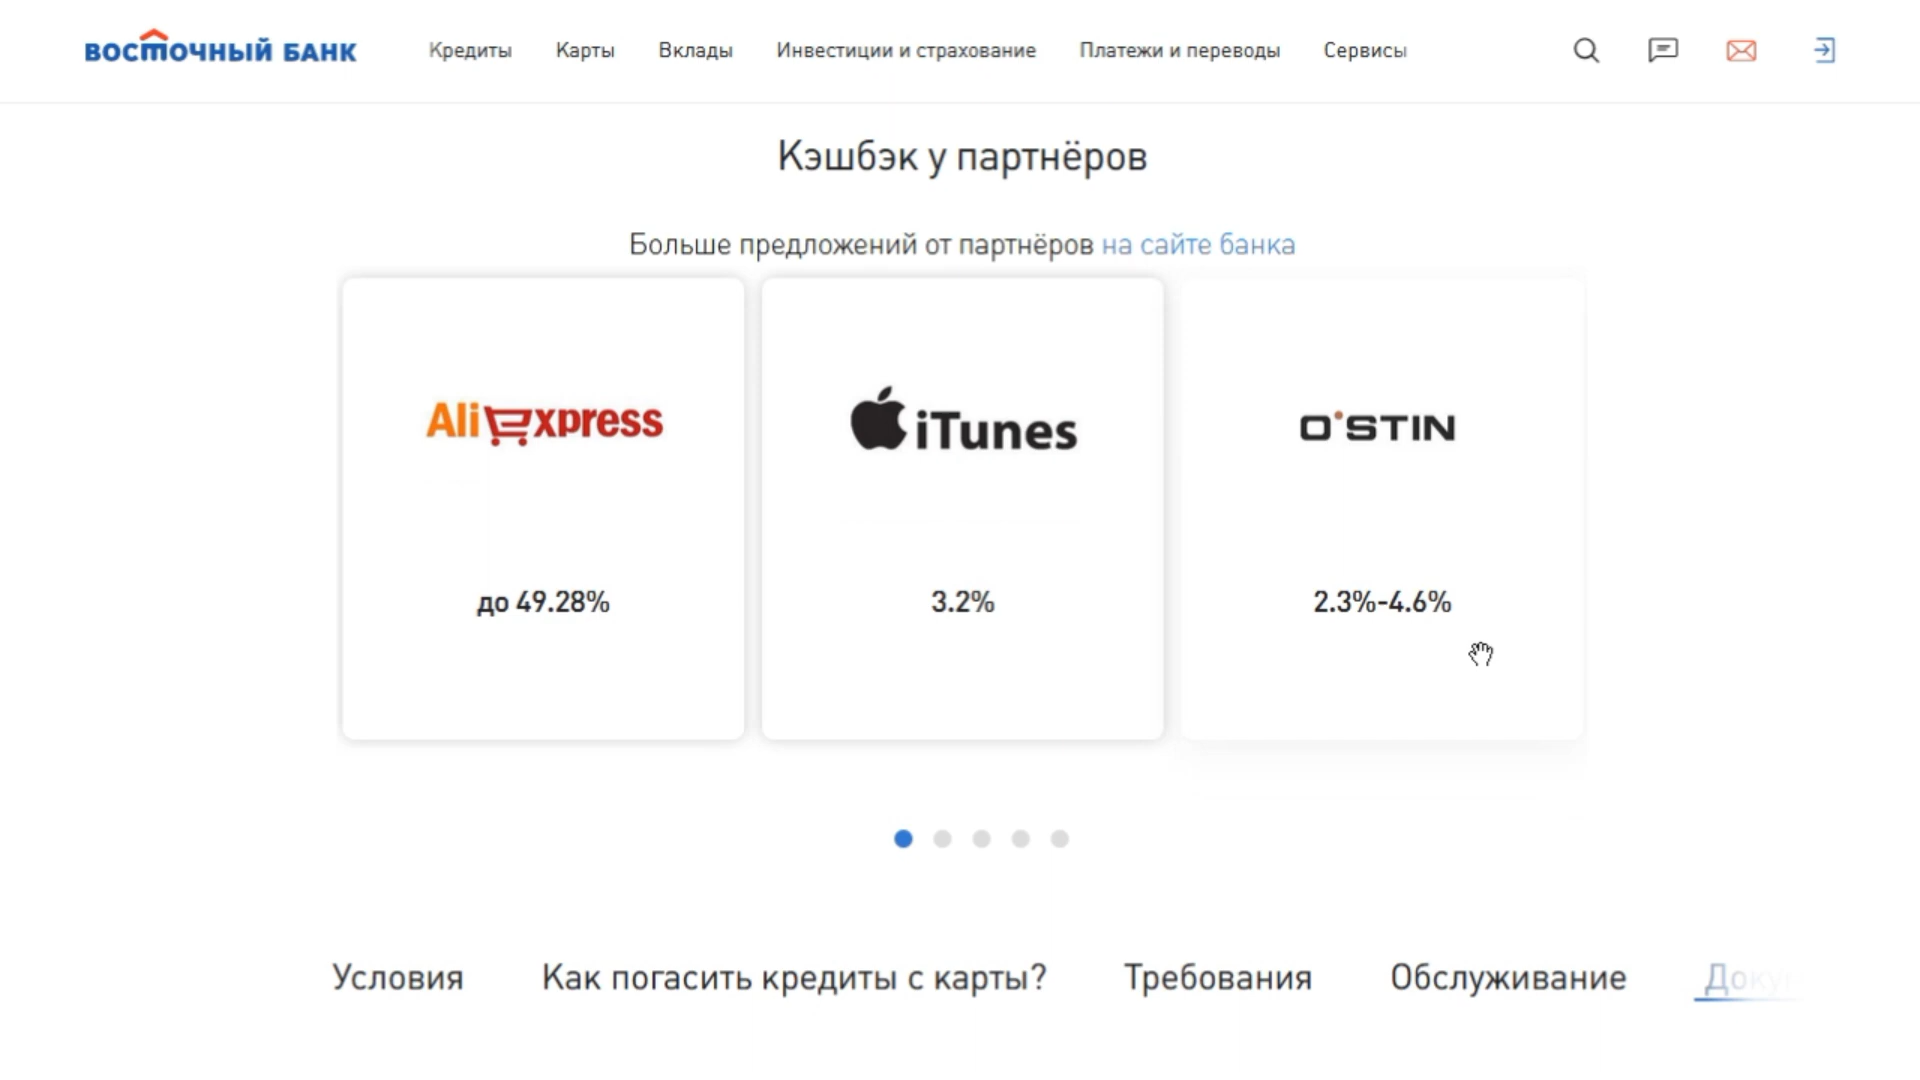 ВОСТОЧНЫЙ БАНК
Кредиты
Карты
Вклады
Инвестиции и страхование
Платежи и переводы
Сервисы
Кэшбэк у партнёров
Больше предложений от партнёров на сайте банка
AliExpress
iTunes
O'STIN
до 49.28%
3.2%
2.3%-4.6%
Условия
Как погасить кредиты с карты?
Требования
Обслуживание